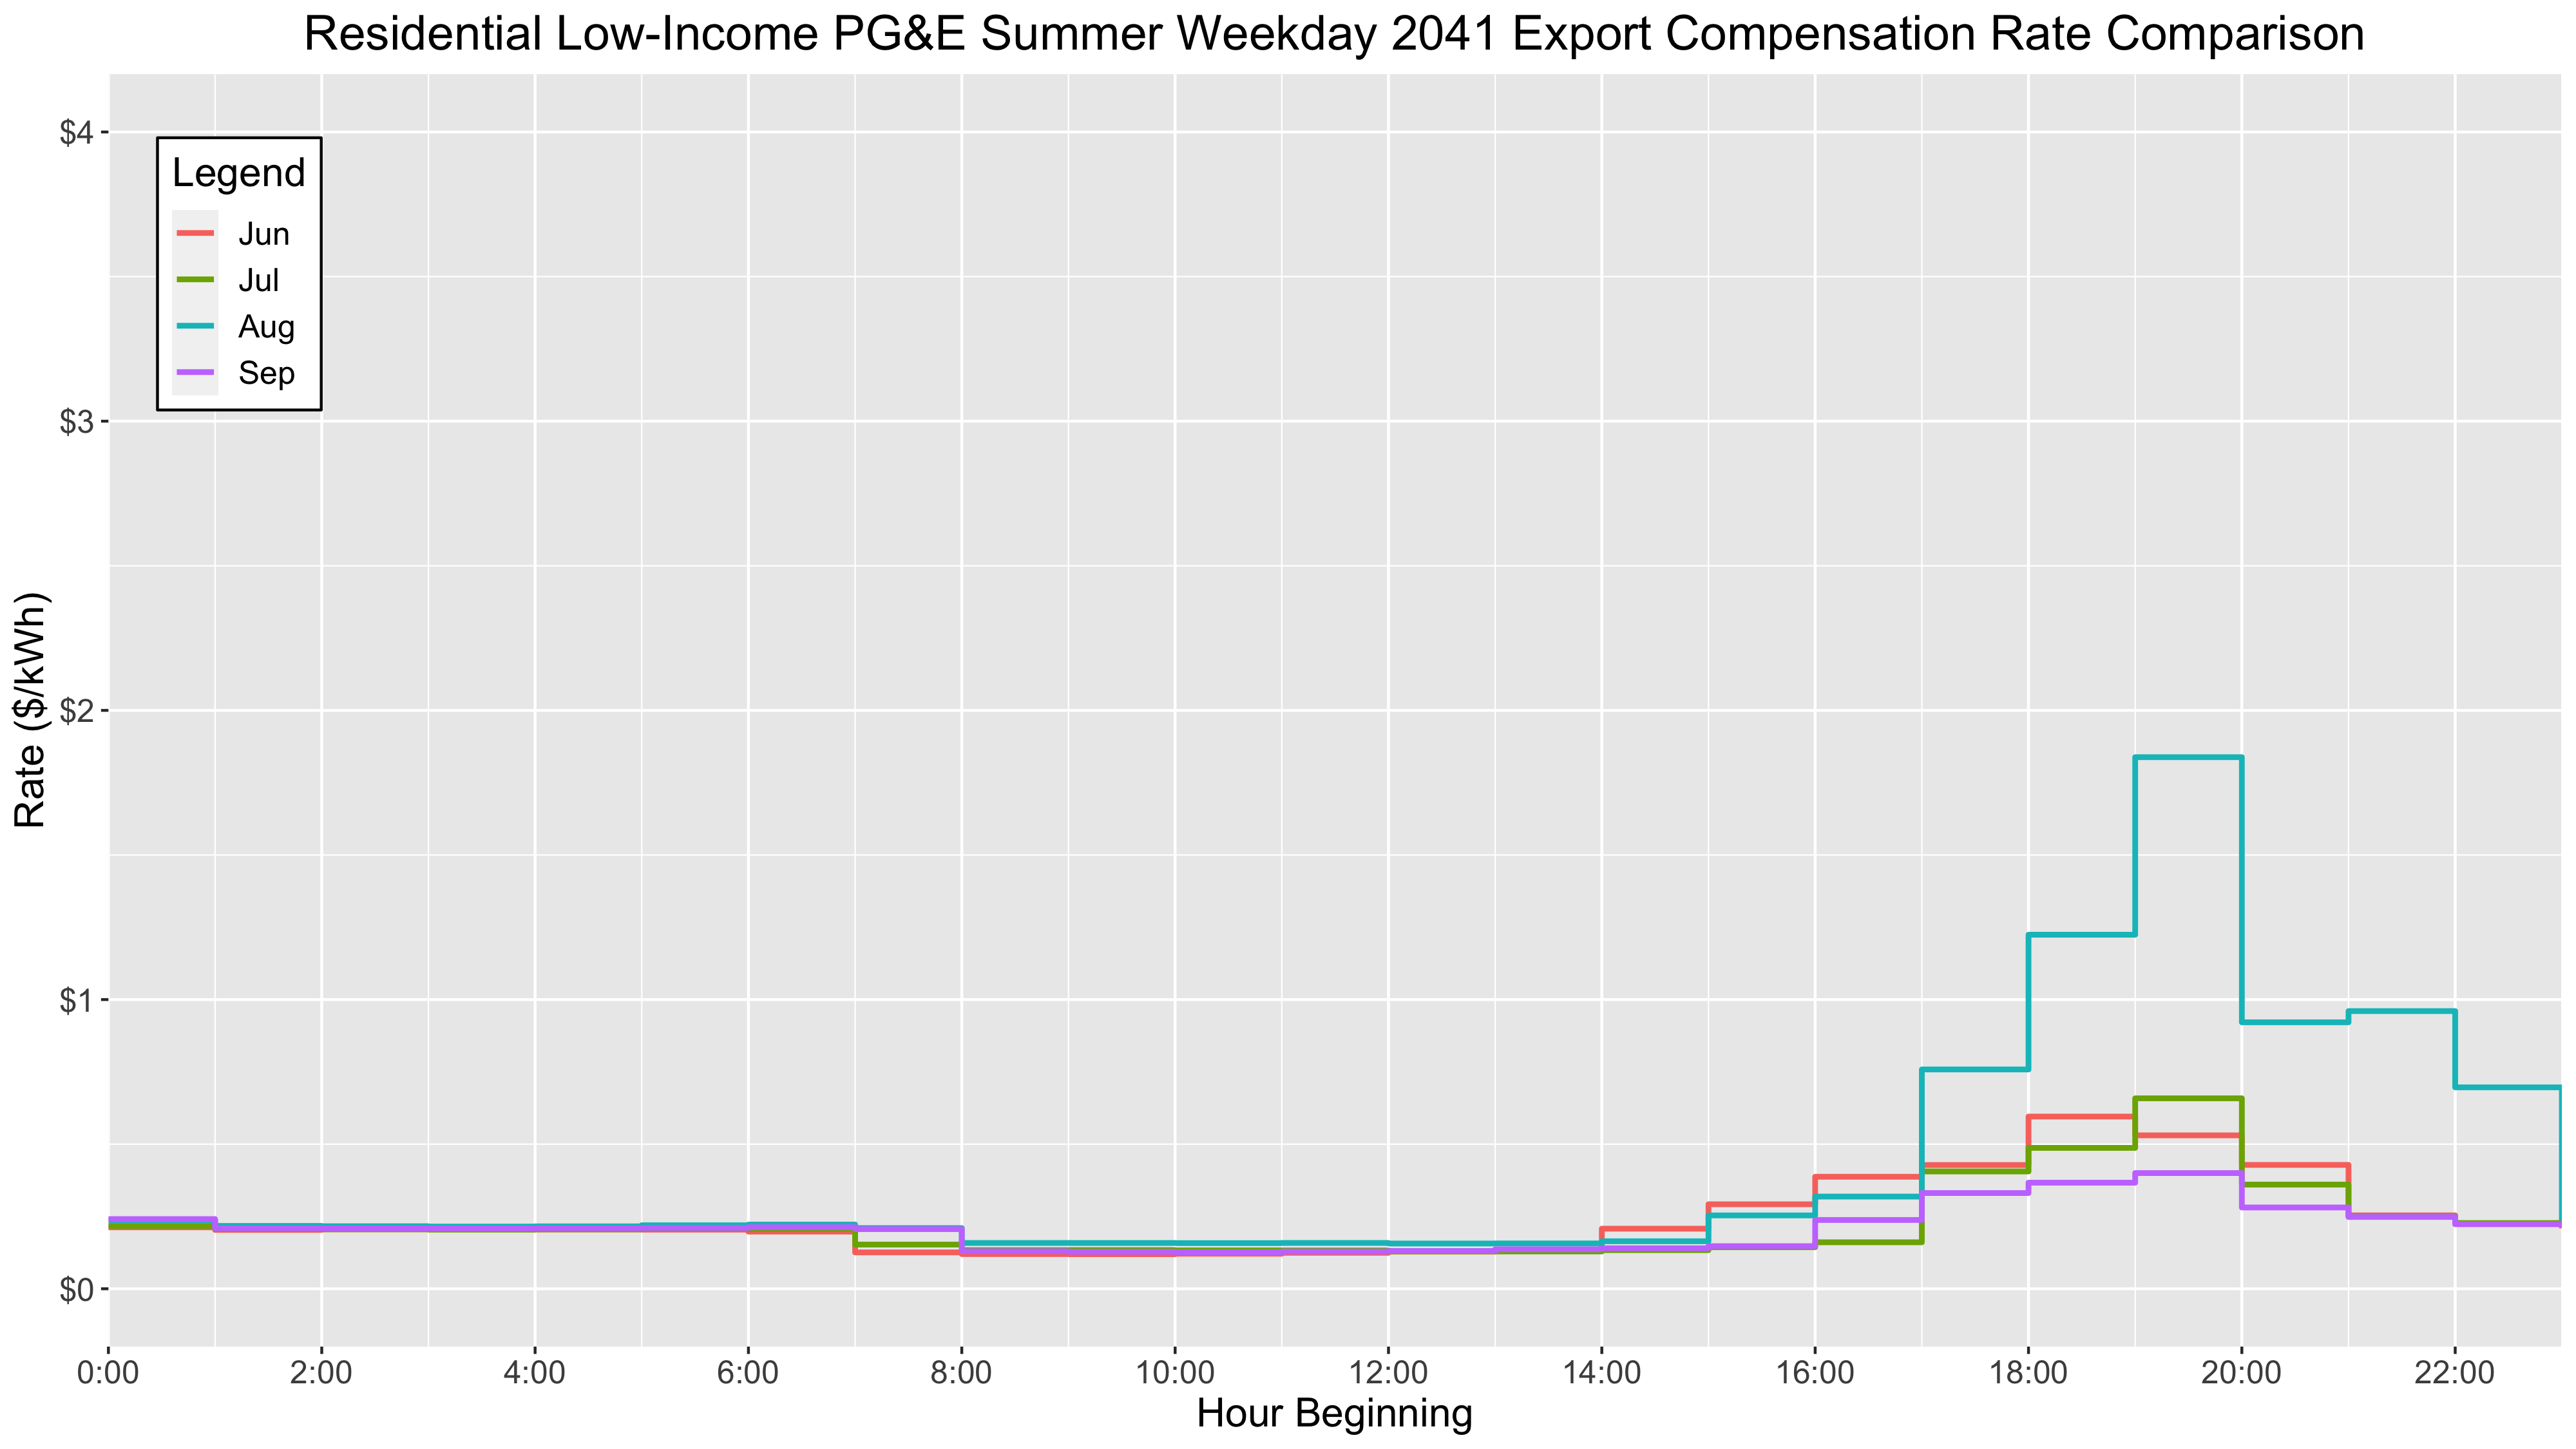 Residential Low-Income PG&E Summer Weekday 2041 Export Compensation Rate Comparison
$4
Legend
Jun
Jul
Aug
Sep
$3
Rate ($/kWh)
$2
$1
$0
0:00 2:00 4:00 6:00 8:00 10:00 12:00 14:00 16:00 18:00 20:00 22:00
Hour Beginning